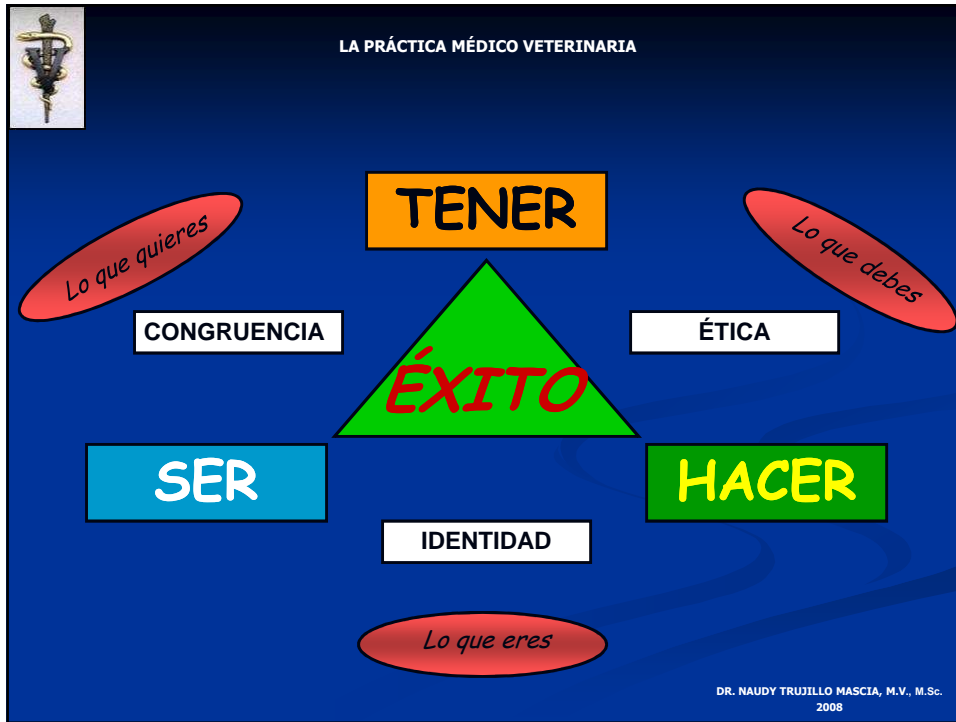 LA PRÁCTICA MÉDICO VETERINARIA
TENER
Lo que quieres
Lo que debes
CONGRUENCIA
ÉTICA
ÉXITO
SER
HACER
IDENTIDAD
Lo que eres
DR. NAUDY TRUJILLO MASCIA, M.V., M.Sc.
2008